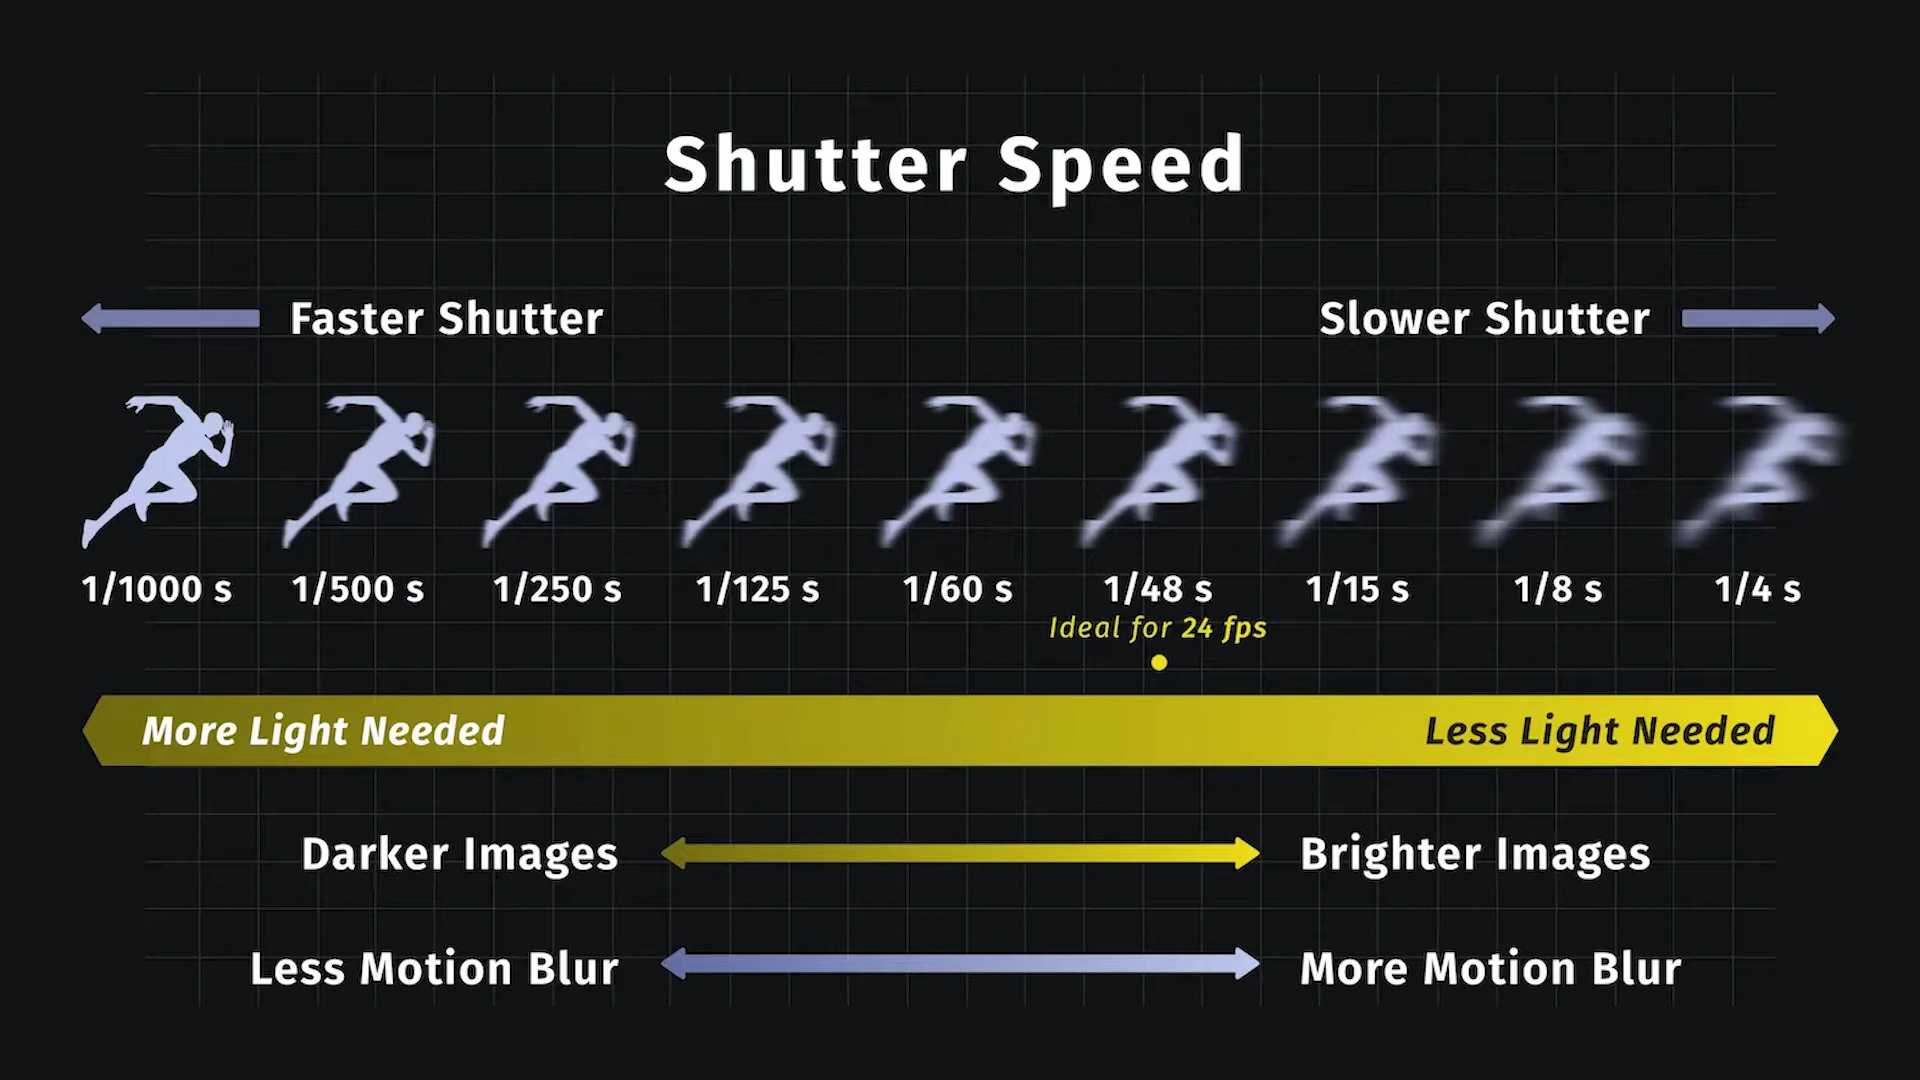 Shutter Speed
Faster Shutter
Slower Shutter
1/1000 s
1/500 s
1/250 s
1/125 s
1/60 s
1/48 s
1/15 s
1/8 s
1/4 s
Ideal for 24 fps
More Light Needed
Less Light Needed
Darker Images
Brighter Images
Less Motion Blur
More Motion Blur